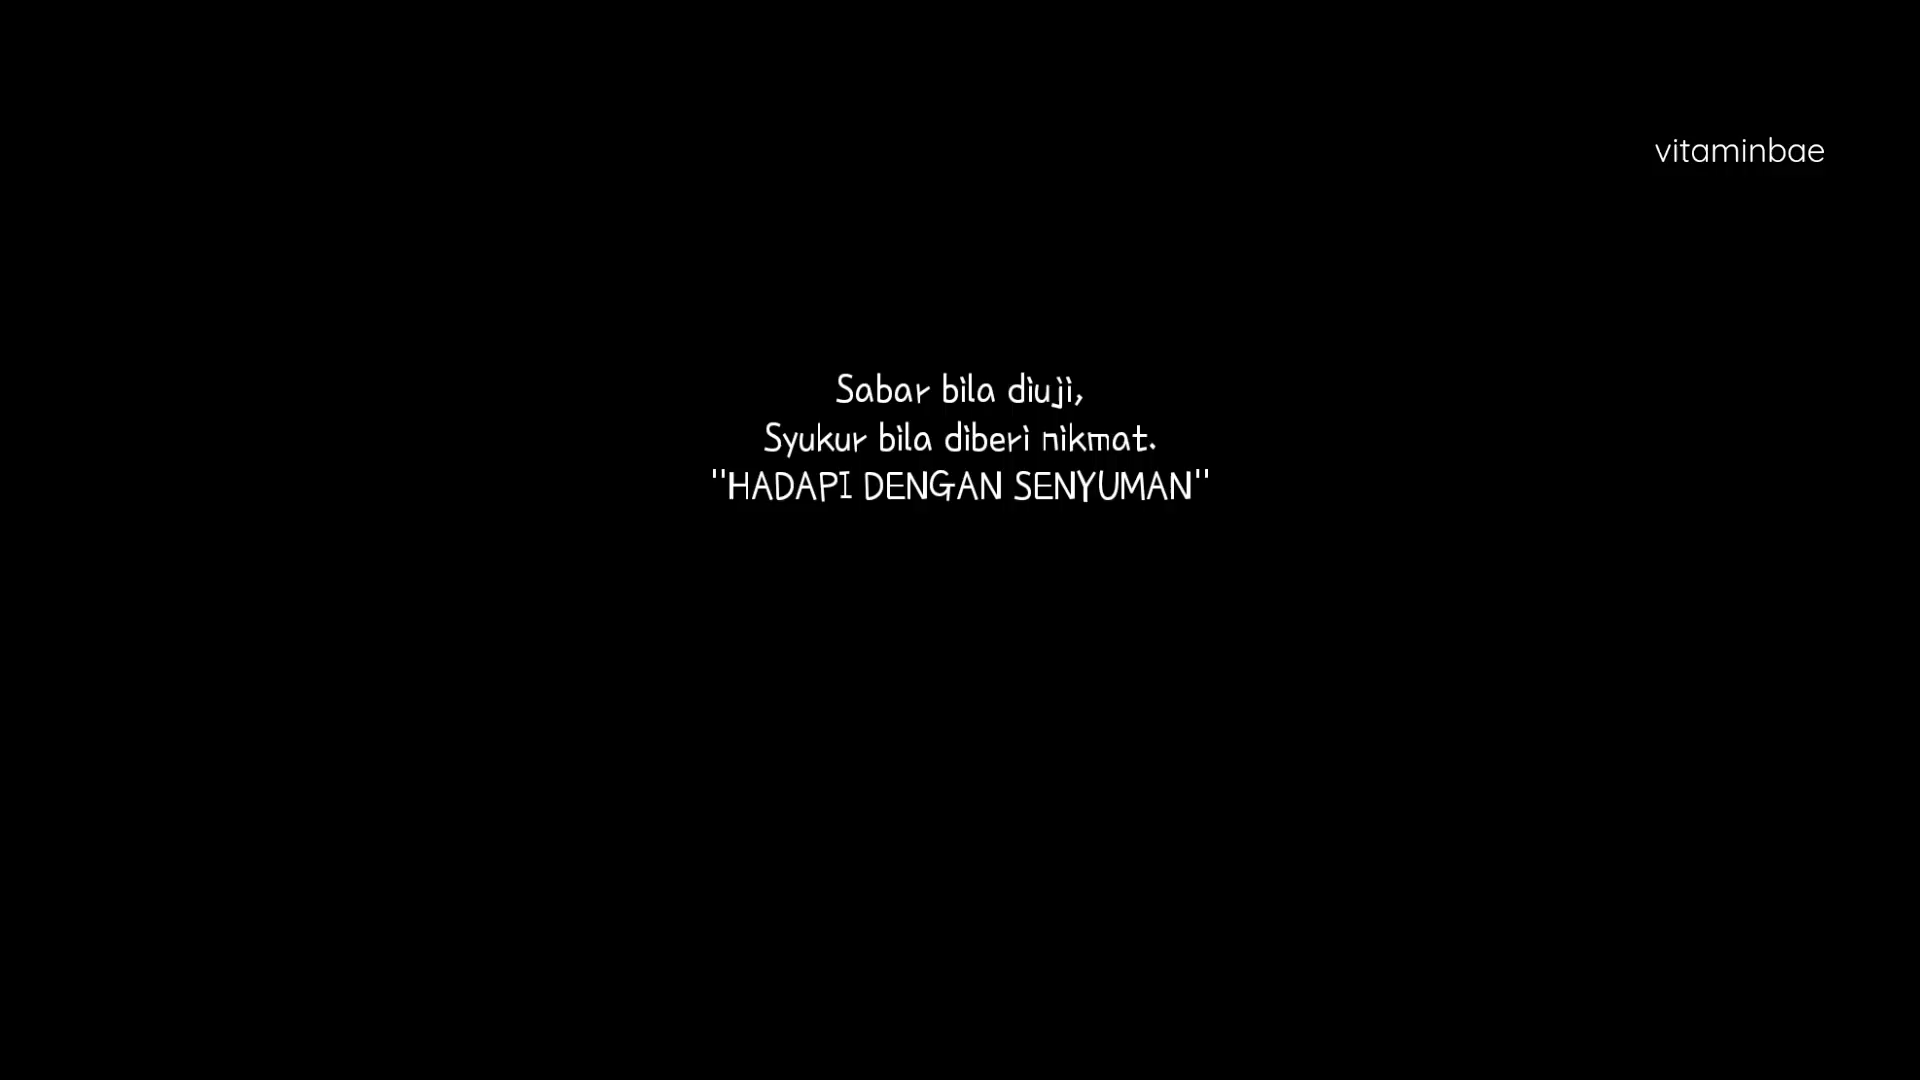 vitaminbae
Sabar bila diuji,
Syukur bila diberi nikmat.
"HADAPI DENGAN SENYUMAN"